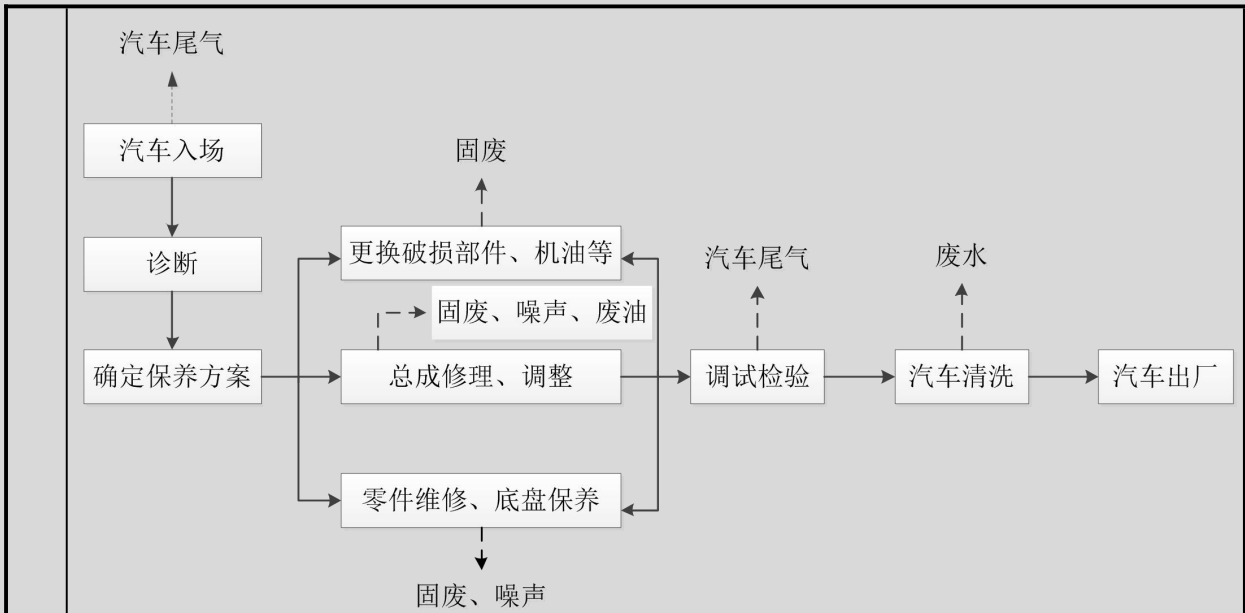 汽车尾气
汽车入场
固废
诊断
更换破损部件、机油等
汽车尾气
废水
固废、噪声、废油
确定保养方案
总成修理、调整
调试检验
汽车清洗
汽车出厂
零件维修、底盘保养
固废、噪声